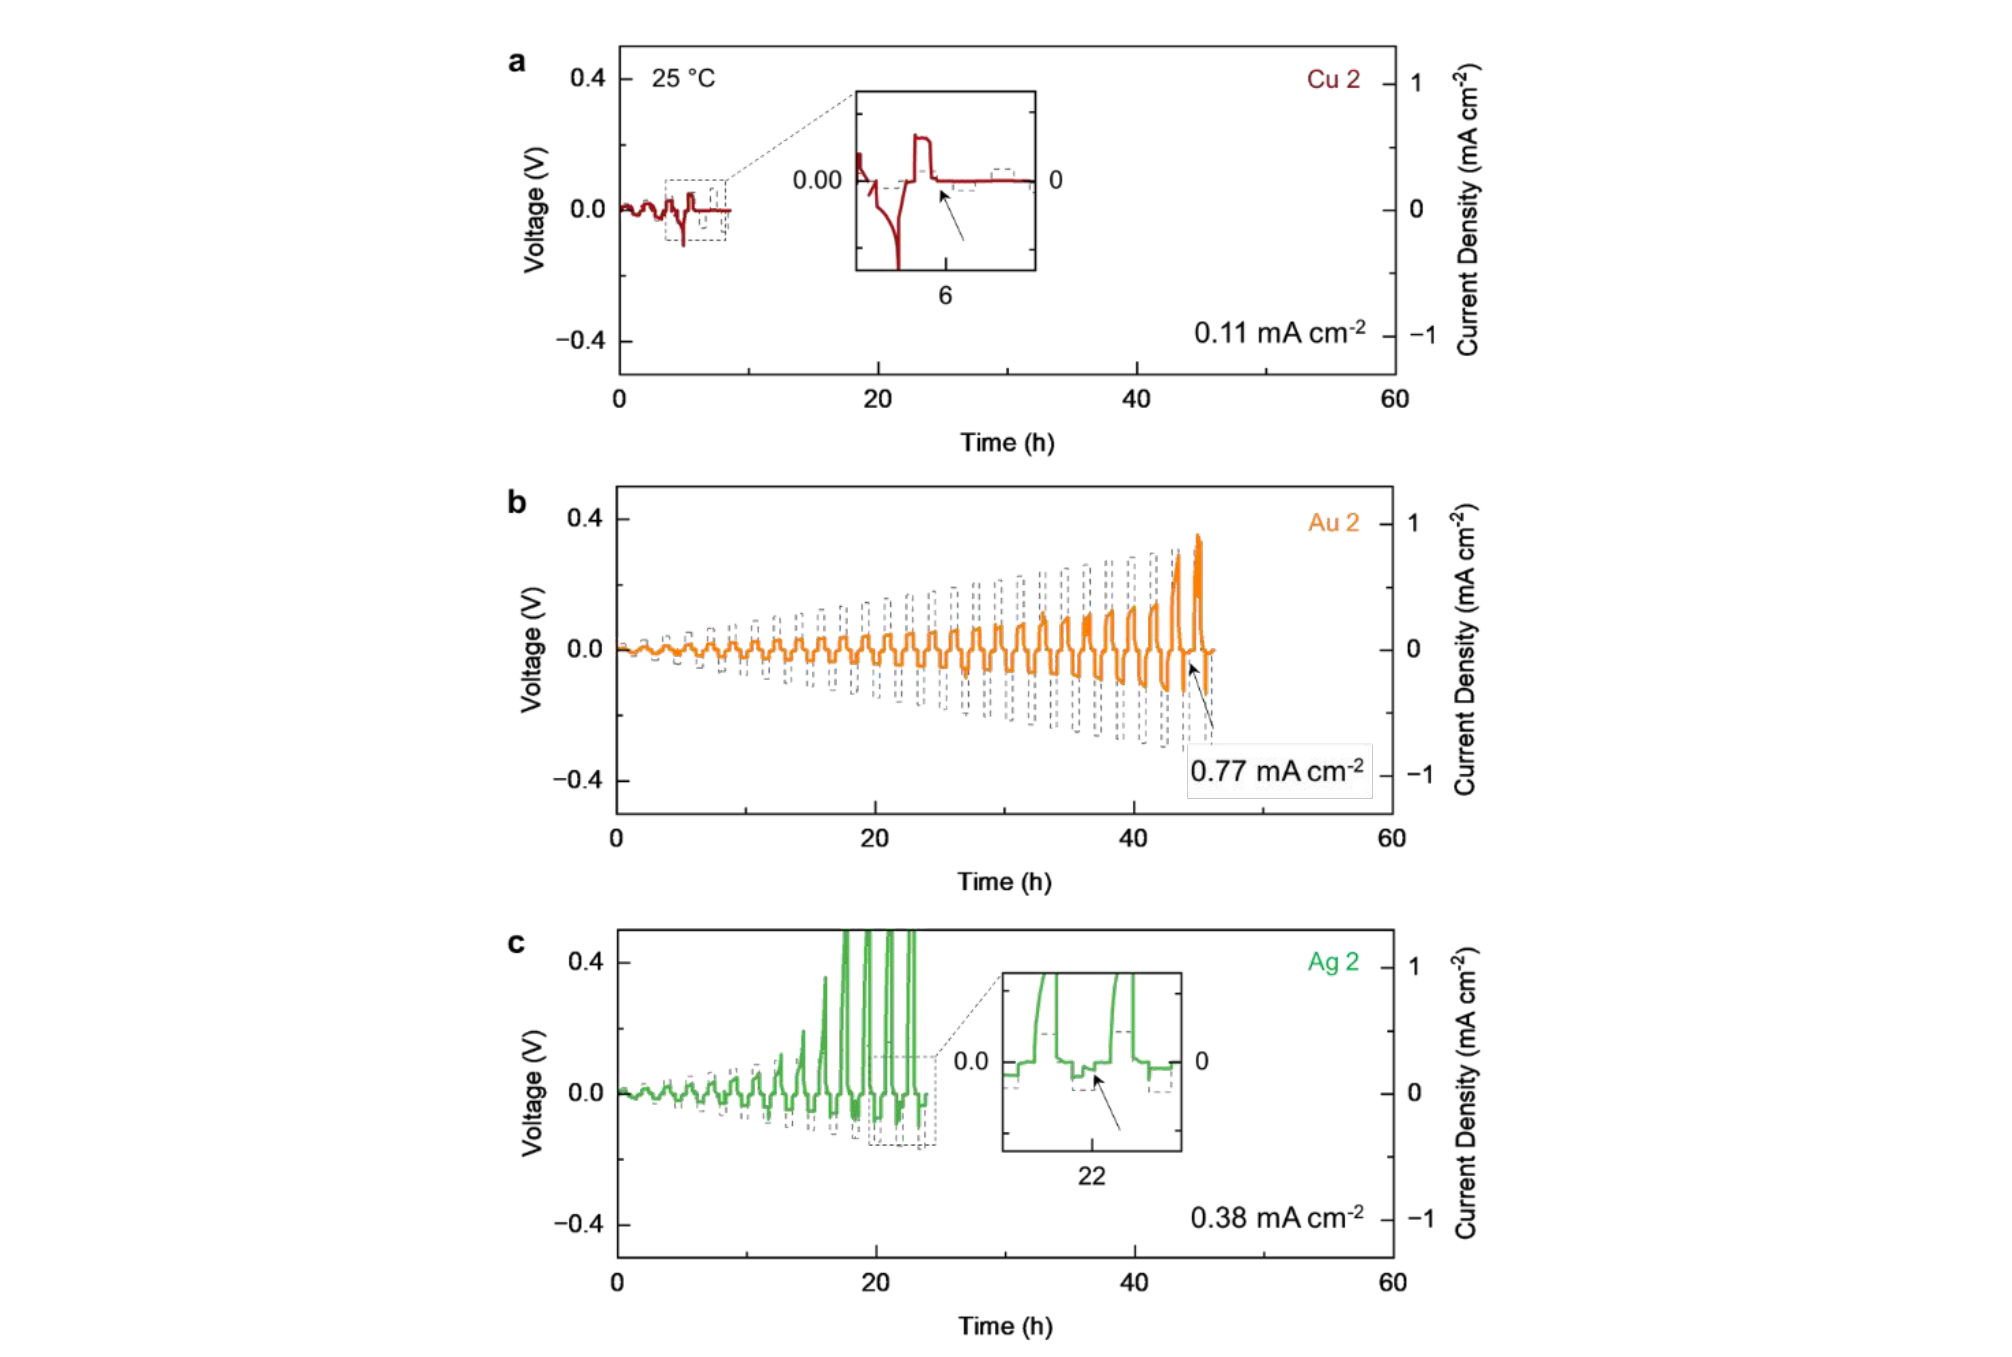 a
25 °C
Cu 2
0.4
0.0
−0.4
Voltage (V)
1
0
−1
Current Density (mA cm-2)
0.00
0
6
0.11 mA cm-2
0
20
40
60
Time (h)
b
Au 2
0.4
0.0
−0.4
Voltage (V)
1
0
−1
Current Density (mA cm-2)
0.77 mA cm-2
0
20
40
60
Time (h)
c
Ag 2
0.4
0.0
−0.4
Voltage (V)
1
0
−1
Current Density (mA cm-2)
0.0
0
22
0.38 mA cm-2
0
20
40
60
Time (h)